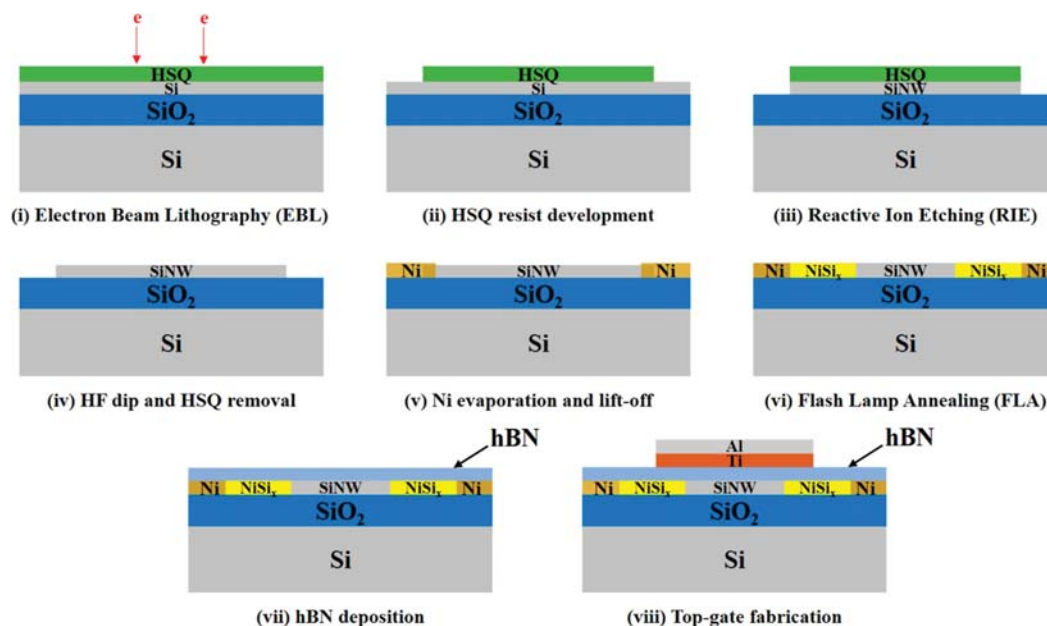 e e
HSQ
Si
SiO₂
Si
(i) Electron Beam Lithography (EBL)
HSQ
Si
SiO₂
Si
(ii) HSQ resist development
HSQ
SiNW
SiO₂
Si
(iii) Reactive Ion Etching (RIE)
SiNW
SiO₂
Si
(iv) HF dip and HSQ removal
Ni SiNW Ni
SiO₂
Si
(v) Ni evaporation and lift-off
Ni NiSiₓ SiNW NiSiₓ Ni
SiO₂
Si
(vi) Flash Lamp Annealing (FLA)
hBN
Ni NiSiₓ SiNW NiSiₓ Ni
SiO₂
Si
(vii) hBN deposition
hBN
Al
Ti
Ni NiSiₓ SiNW NiSiₓ Ni
SiO₂
Si
(viii) Top-gate fabrication